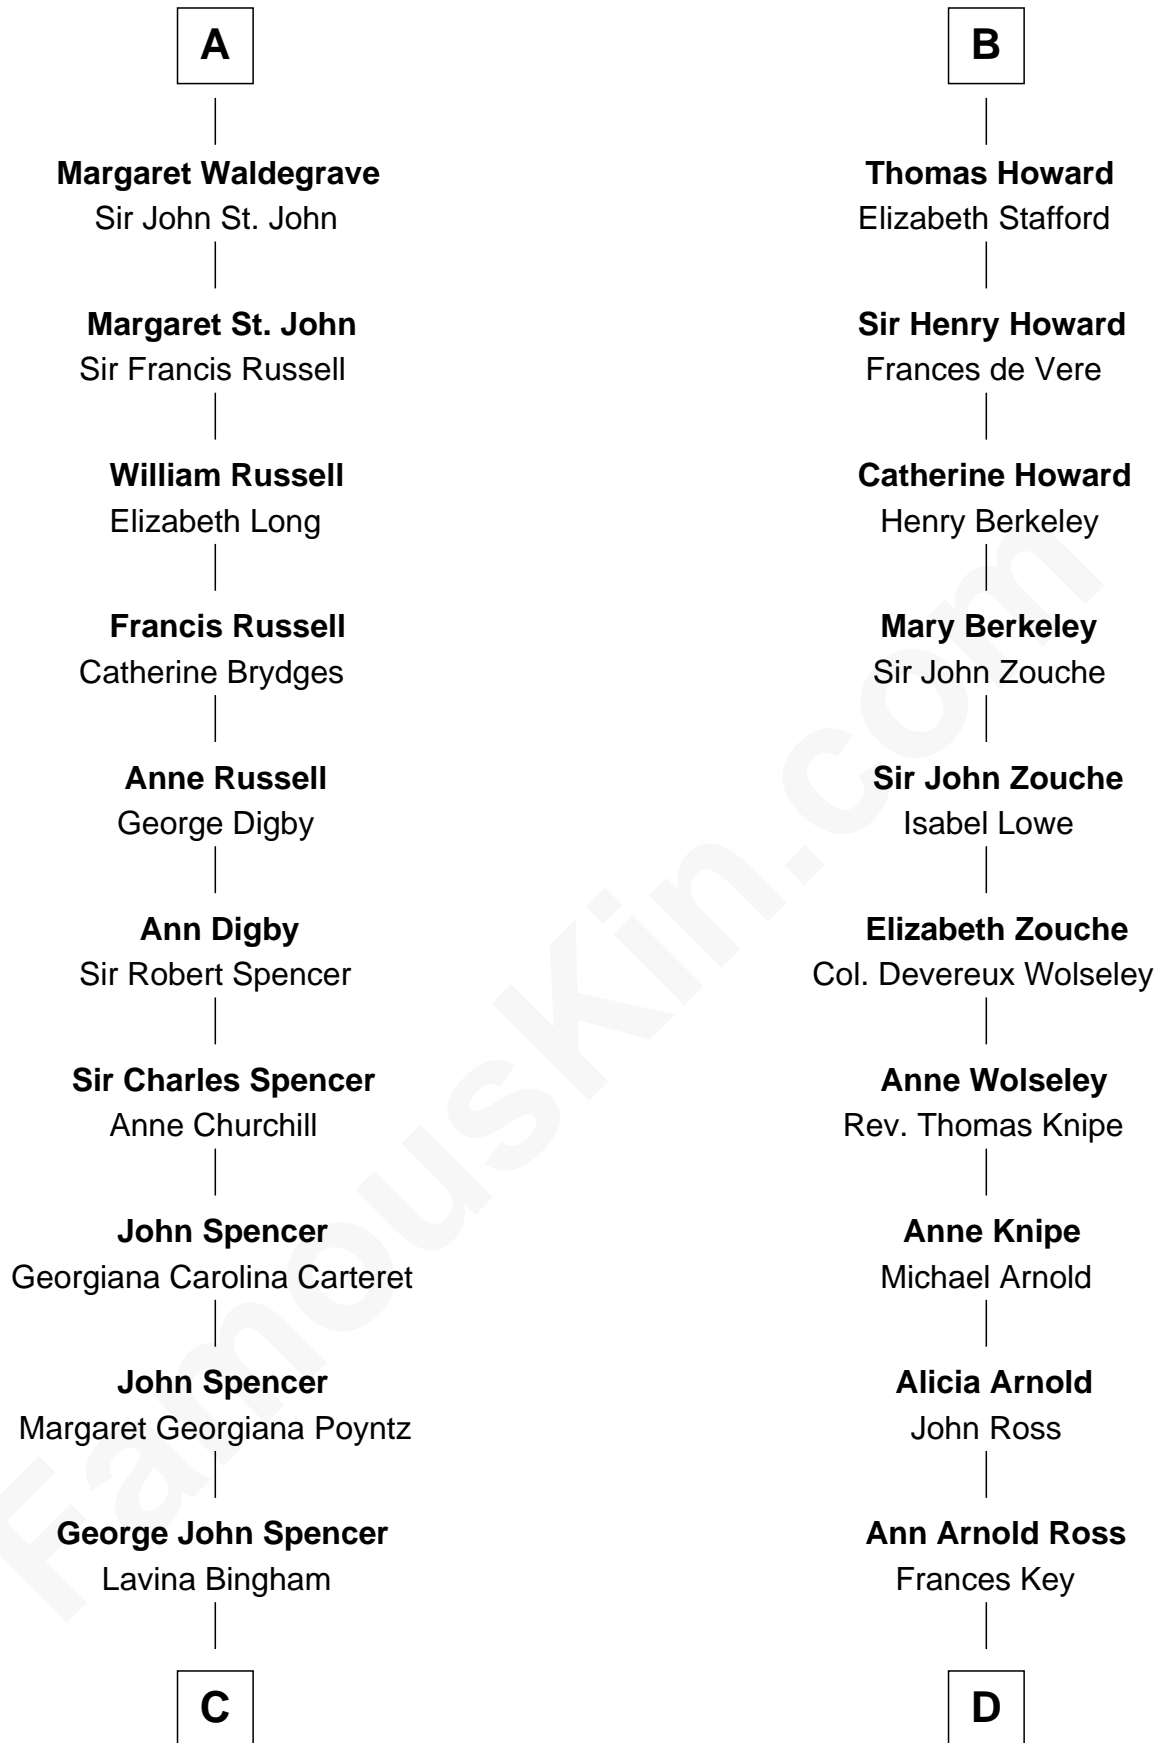 A
Margaret Waldegrave
Sir John St. John
Margaret St. John
Sir Francis Russell
William Russell
Elizabeth Long
Francis Russell
Catherine Brydges
Anne Russell
George Digby
Ann Digby
Sir Robert Spencer
Sir Charles Spencer
Anne Churchill
John Spencer
Georgiana Carolina Carteret
John Spencer
Margaret Georgiana Poyntz
George John Spencer
Lavina Bingham
C
B
Thomas Howard
Elizabeth Stafford
Sir Henry Howard
Frances de Vere
Catherine Howard
Henry Berkeley
Mary Berkeley
Sir John Zouche
Sir John Zouche
Isabel Lowe
Elizabeth Zouche
Col. Devereux Wolseley
Anne Wolseley
Rev. Thomas Knipe
Anne Knipe
Michael Arnold
Alicia Arnold
John Ross
Ann Arnold Ross
Frances Key
D
FamousKin.com